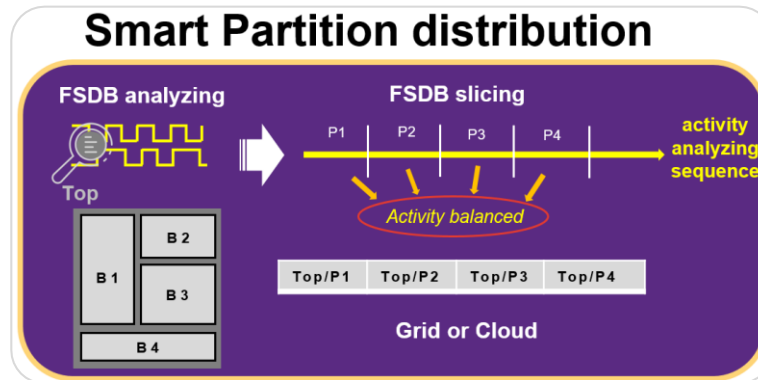 Smart Partition distribution
FSDB analyzing
Top
B 1
B 2
B 3
B 4
FSDB slicing
P1
P2
P3
P4
activity
analyzing
sequence
Activity balanced
Top/P1 Top/P2 Top/P3 Top/P4
Grid or Cloud